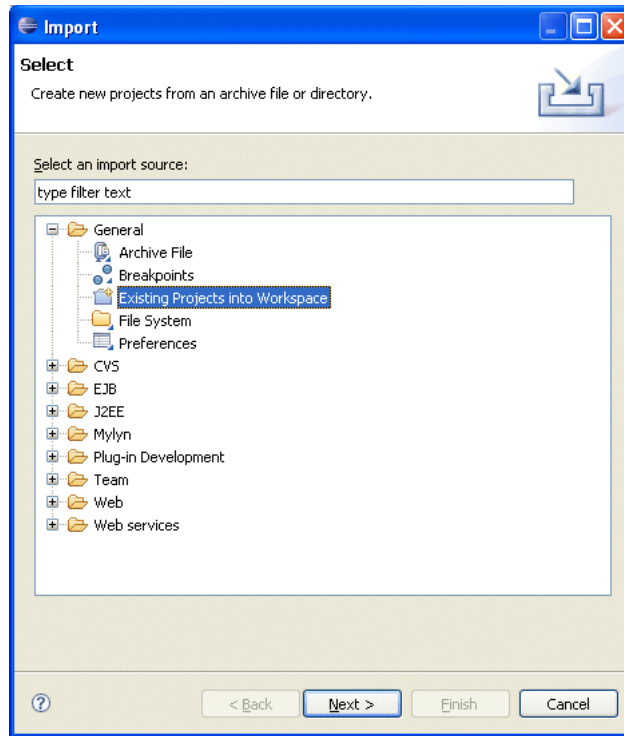 Import
Select
Create new projects from an archive file or directory.
Select an import source:
type filter text
General
Archive File
Breakpoints
Existing Projects into Workspace
File System
Preferences
CVS
EJB
J2EE
Mylyn
Plug-in Development
Team
Web
Web services
? < Back Next > Finish Cancel